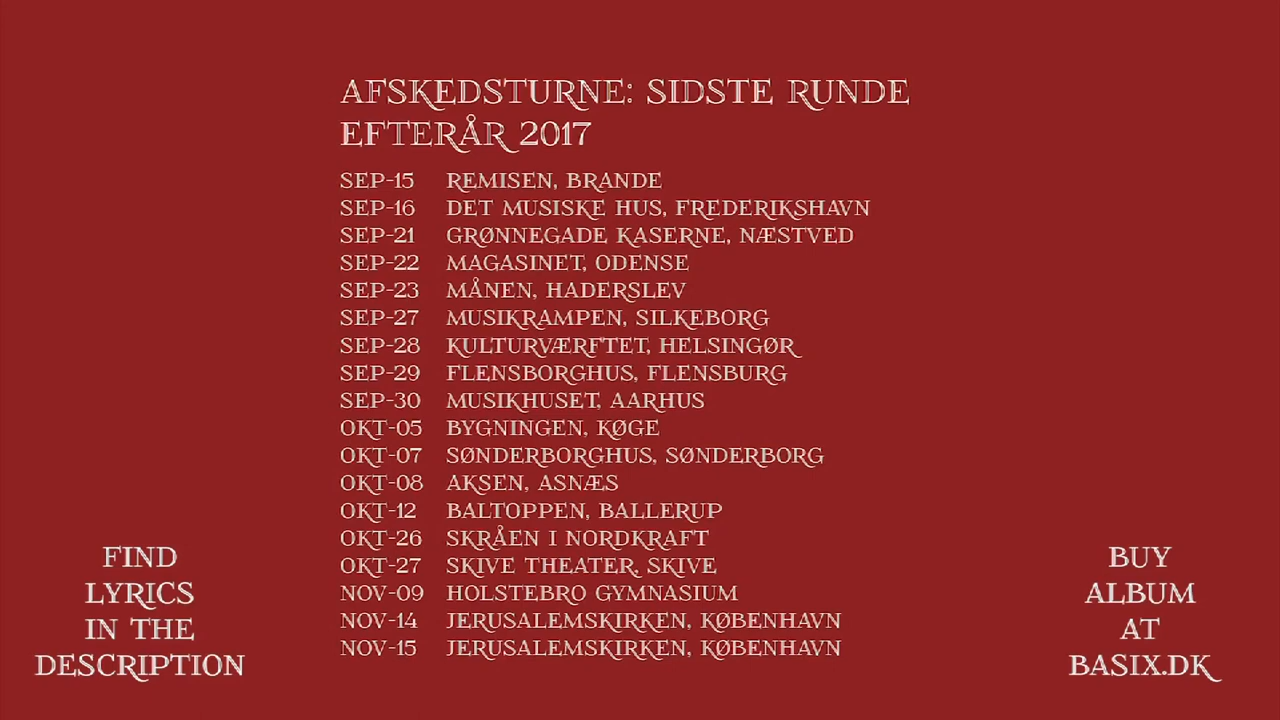 AFSKEDSTURNE: SIDSTE RUNDE
EFTERÅR 2017
SEP-15 REMISEN, BRANDE
SEP-16 DET MUSISKE HUS, FREDERIKSHAVN
SEP-21 GRØNNEGADE KASERNE, NÆSTVED
SEP-22 MAGASINET, ODENSE
SEP-23 MÅNEN, HADERSLEV
SEP-27 MUSIKRAMPEN, SILKEBORG
SEP-28 KULTURVÆRFTET, HELSINGØR
SEP-29 FLENSBORGHUS, FLENSBURG
SEP-30 MUSIKHUSET, AARHUS
OKT-05 BYGNINGEN, KØGE
OKT-07 SØNDERBORGHUS, SØNDERBORG
OKT-08 AKSEN, ASNÆS
OKT-12 BALTOPPEN, BALLERUP
OKT-26 SKRÅEN I NORDKRAFT
OKT-27 SKIVE THEATER, SKIVE
NOV-09 HOLSTEBRO GYMNASIUM
NOV-14 JERUSALEMSKIRKEN, KØBENHAVN
NOV-15 JERUSALEMSKIRKEN, KØBENHAVN
FIND
LYRICS
IN THE
DESCRIPTION
BUY
ALBUM
AT
BASIX.DK